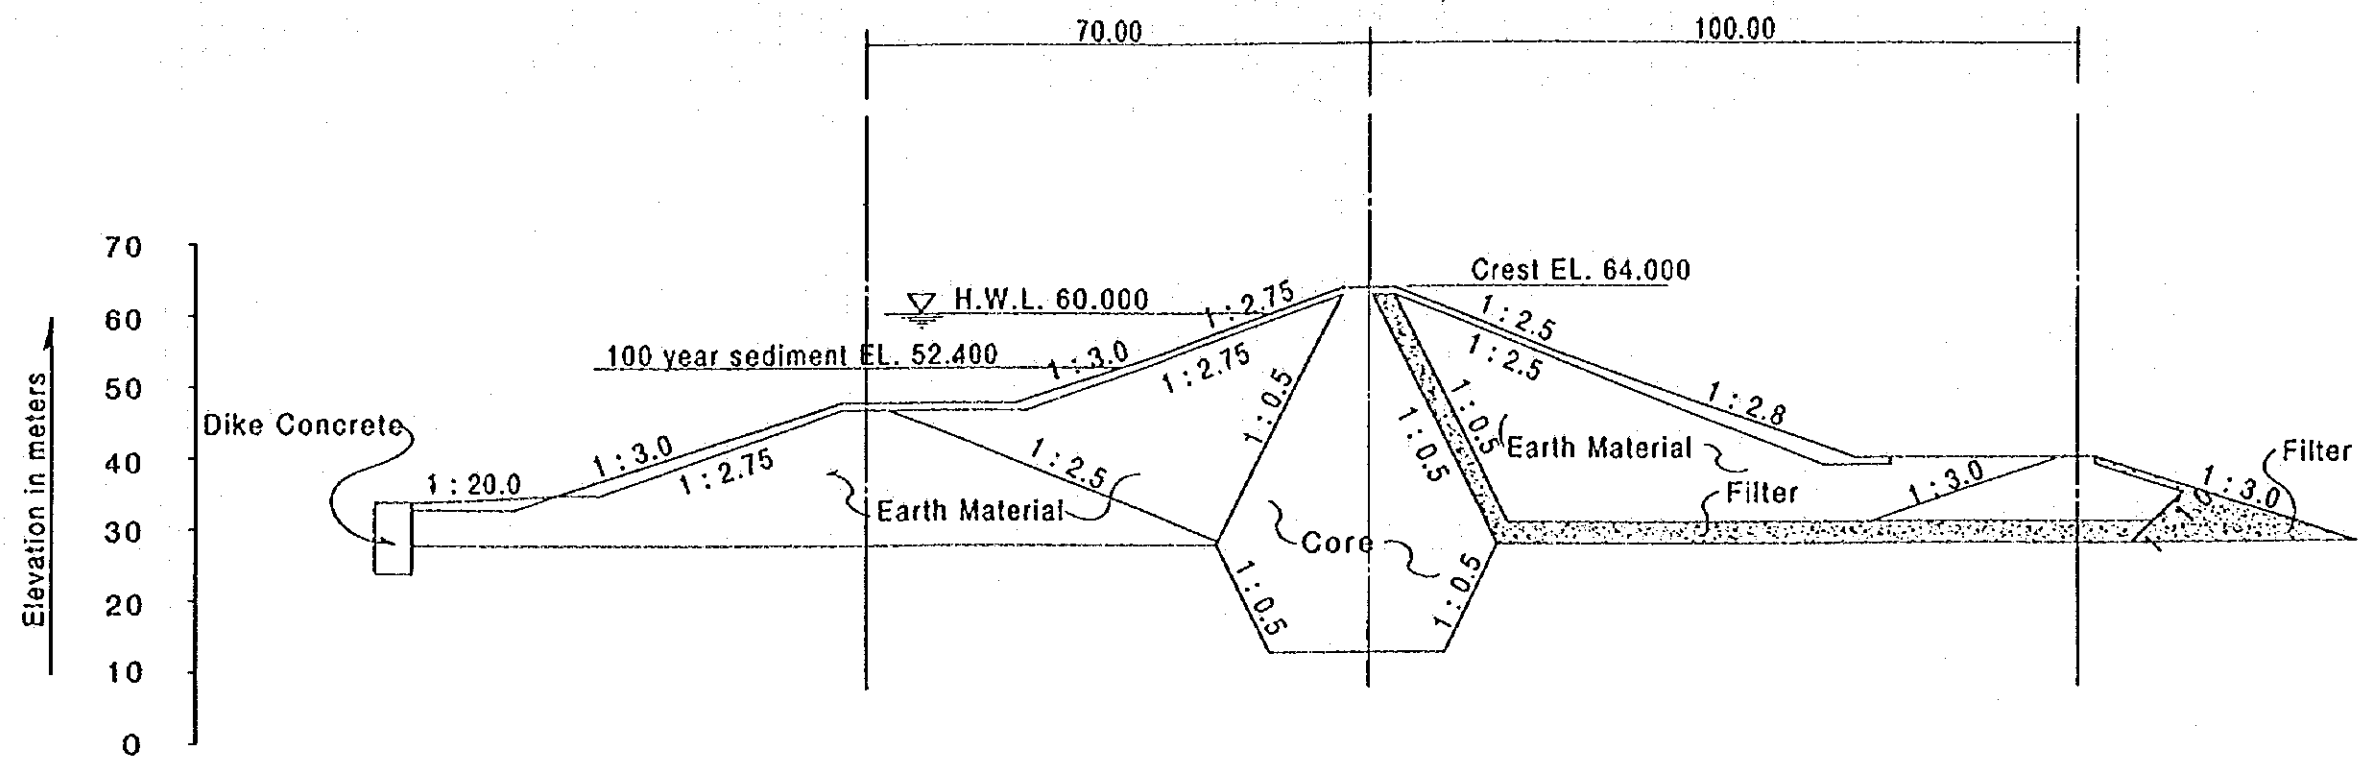 70.00
100.00
70
60
50
40
30
20
10
0
Elevation in meters
Crest EL. 64.000
H.W.L. 60.000
1:2.75
1:2.5
1:2.5
100 year sediment EL. 52.400
1:3.0
1:2.75
1:0.5
1:0.5
1:0.5
1:2.8
Dike Concrete
1:3.0
1:2.75
1:2.5
Earth Material
Filter
1:20.0
1:3.0
1:3.0
Filter
Earth Material
1:1.0
Core
1:0.5
1:0.5